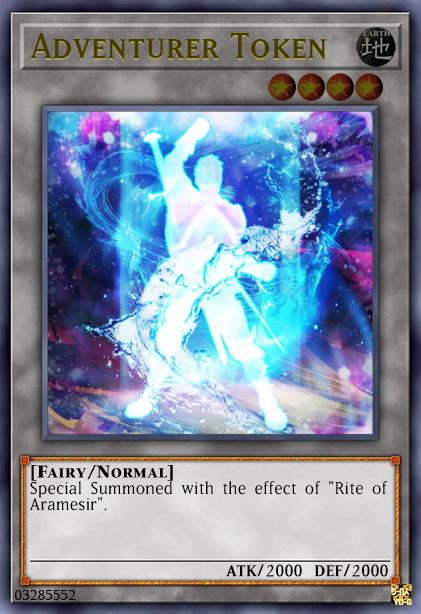 ADVENTURER TOKEN
EARTH
地
[FAIRY/NORMAL]
Special Summoned with the effect of "Rite of
Aramesir".
ATK/2000 DEF/2000
03285552